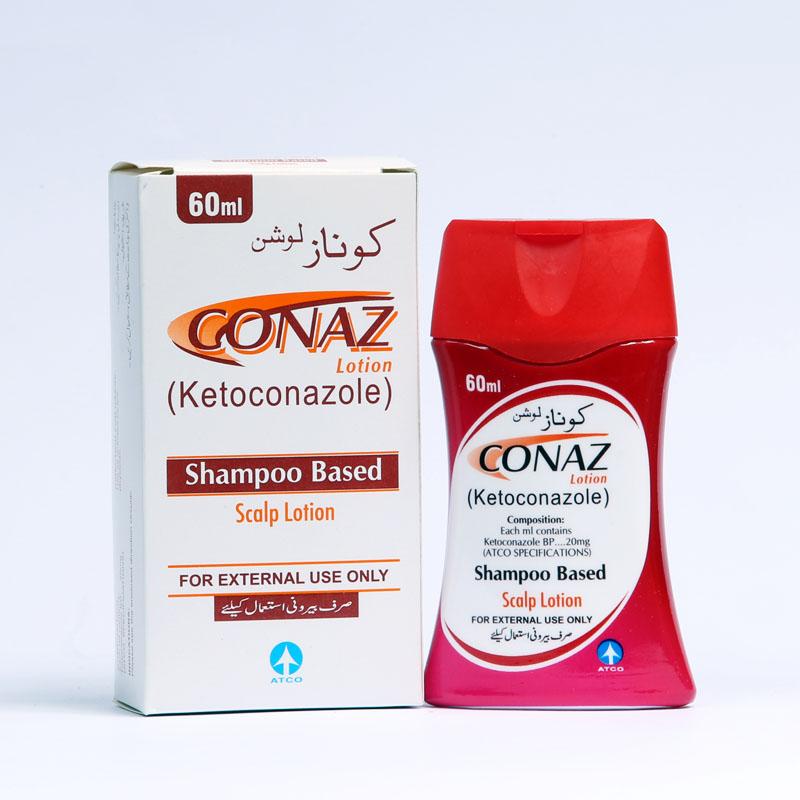 60ml
کوناز لوشن
CONAZ
Lotion
(Ketoconazole)
Shampoo Based
Scalp Lotion
FOR EXTERNAL USE ONLY
صرف بیرونی استعمال کیلئے
ATCO
60ml
کوناز لوشن
CONAZ
Lotion
(Ketoconazole)
Composition:
Each ml contains
Ketoconazole BP....20mg
(ATCO SPECIFICATIONS)
Shampoo Based
Scalp Lotion
FOR EXTERNAL USE ONLY
صرف بیرونی استعمال کیلئے
ATCO